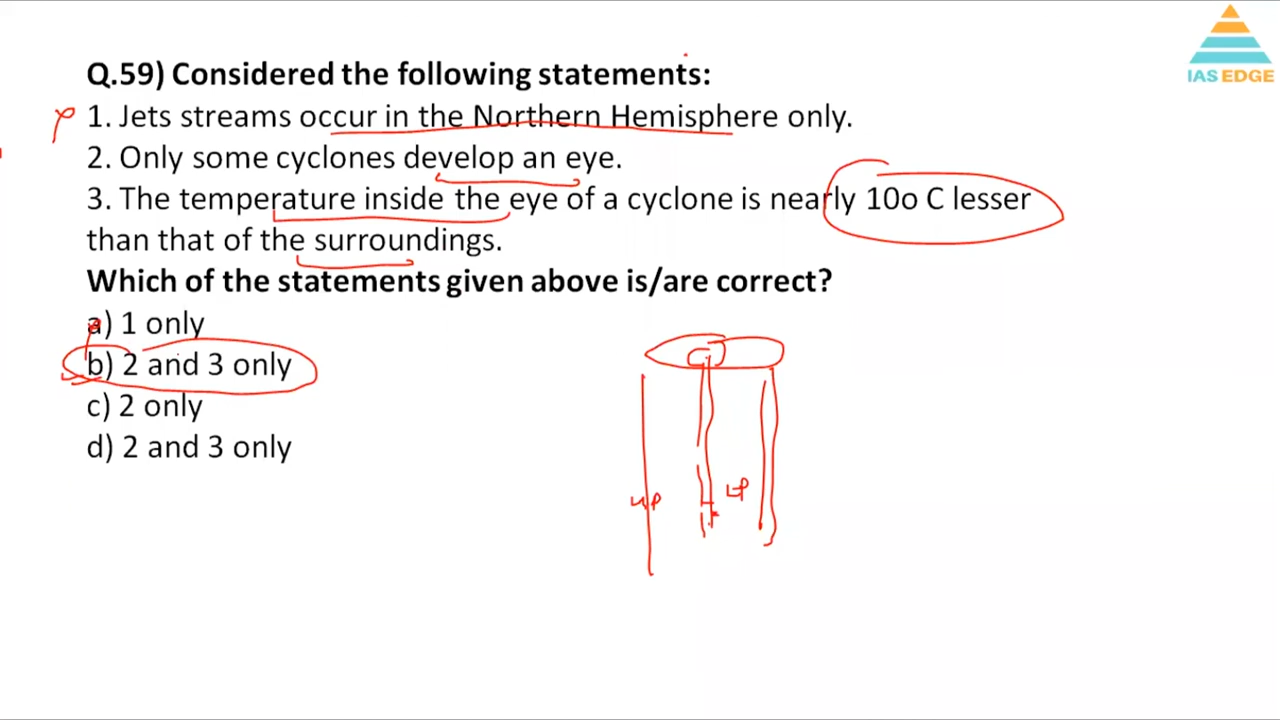 IAS EDGE
Q.59) Considered the following statements:
1. Jets streams occur in the Northern Hemisphere only.
2. Only some cyclones develop an eye.
3. The temperature inside the eye of a cyclone is nearly 10o C lesser
than that of the surroundings.
Which of the statements given above is/are correct?
a) 1 only
b) 2 and 3 only
c) 2 only
d) 2 and 3 only
LP